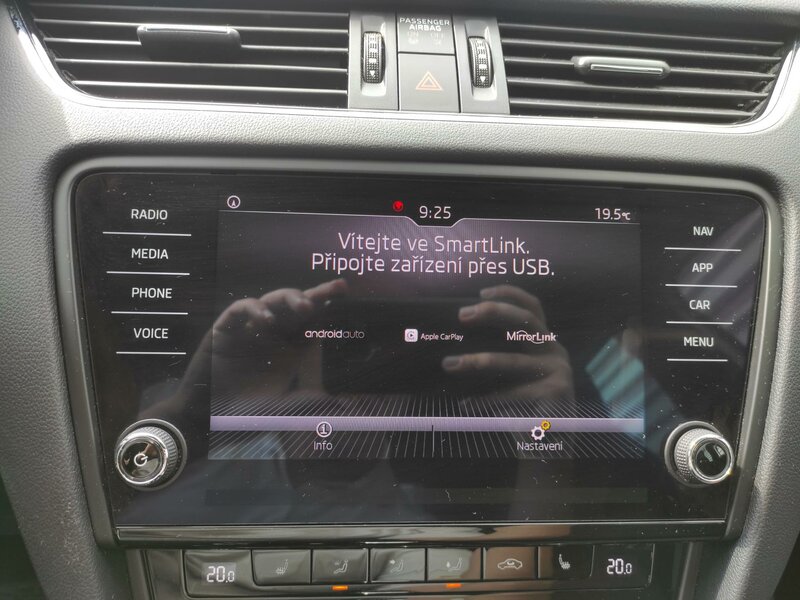 PASSENGER
AIRBAG
9:25
19.5°C
RADIO
MEDIA
PHONE
VOICE
Vítejte ve SmartLink.
Připojte zařízení přes USB.
androidauto
Apple CarPlay
MirrorLink
Info
Nastavení
NAV
APP
CAR
MENU
20.0
20.0